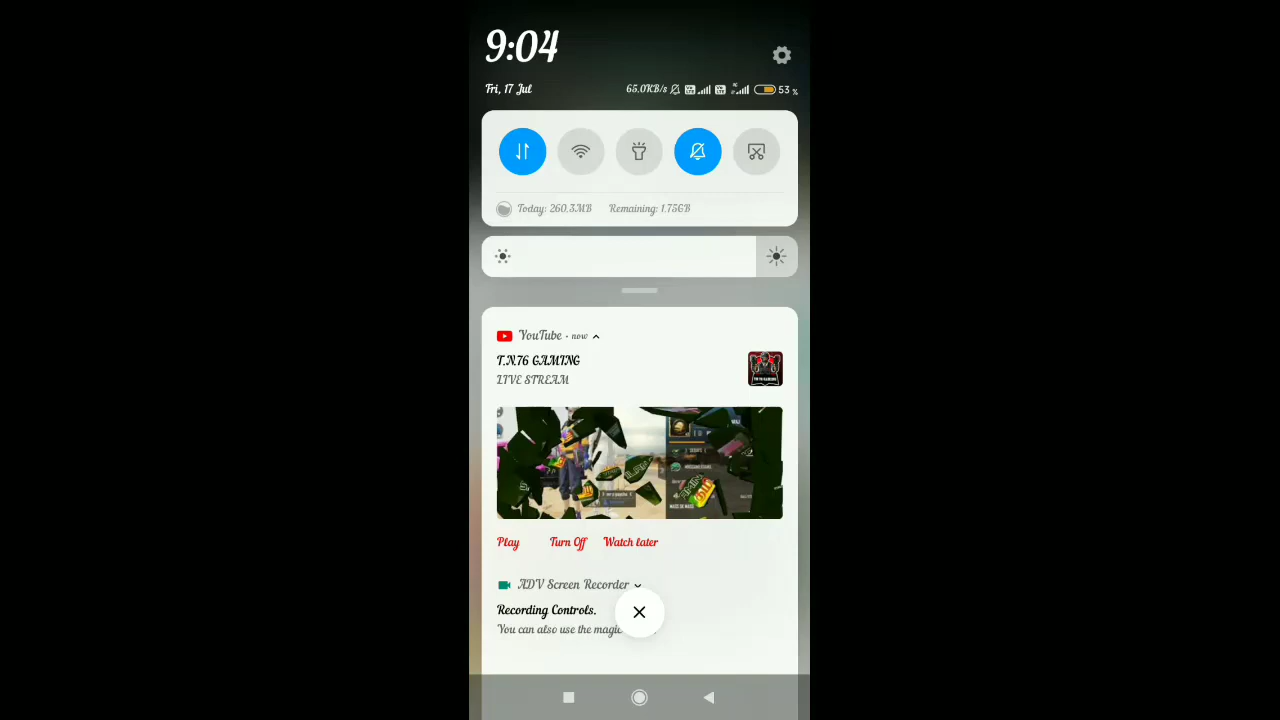 9:04
Fri, 17 Jul
65.0KB/s
53 %
Today: 260.3MB Remaining: 1.75GB
YouTube · now
T.N.76 GAMING
LIVE STREAM
Play Turn Off Watch later
ADV Screen Recorder
Recording Controls.
You can also use the magic